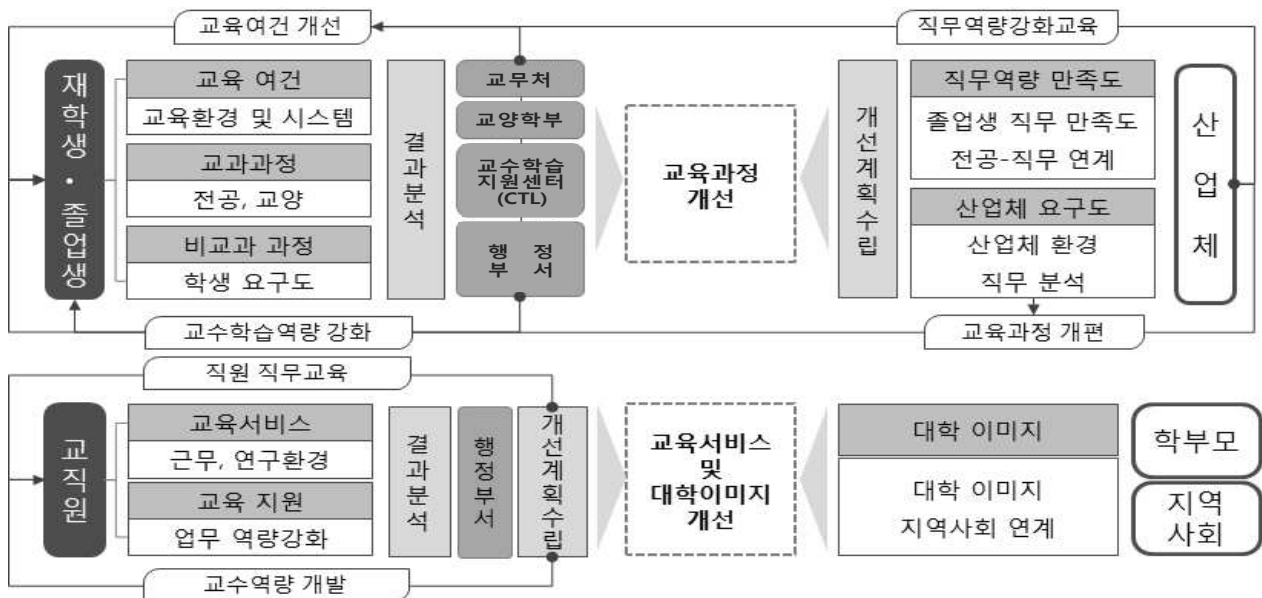 교육여건 개선
직무역량강화교육
재학생·졸업생
교육 여건
교육환경 및 시스템
교과과정
전공, 교양
비교과 과정
학생 요구도
결과분석
교무처
교양학부
교수학습
지원센터
(CTL)
행 정
부 서
교육과정
개선
개선계획수립
직무역량 만족도
졸업생 직무 만족도
전공-직무 연계
산업체 요구도
산업체 환경
직무 분석
산업체
교수학습역량 강화
교육과정 개편
직원 직무교육
교직원
교육서비스
근무, 연구환경
교육 지원
업무 역량강화
결과분석
행정부서
개선계획수립
교육서비스
및
대학이미지
개선
대학 이미지
대학 이미지
지역사회 연계
학부모
지역
사회
교수역량 개발